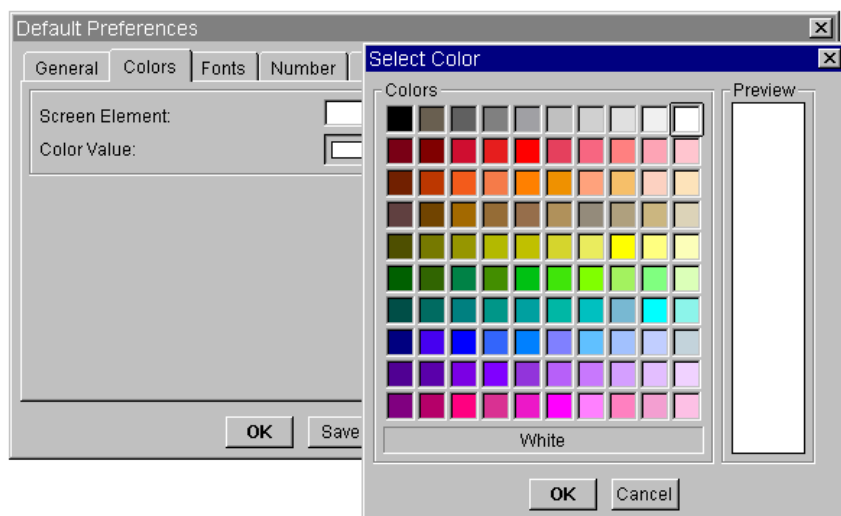 Default Preferences
General Colors Fonts Number
Screen Element:
Color Value:
OK Save
Select Color
Colors
Preview
White
OK Cancel